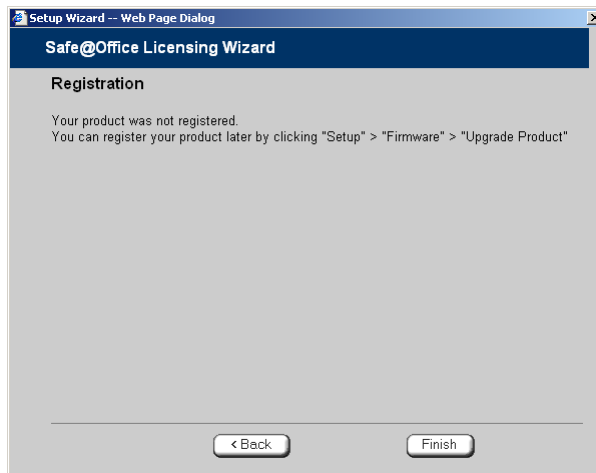 Setup Wizard -- Web Page Dialog
Safe@Office Licensing Wizard
Registration
Your product was not registered.
You can register your product later by clicking "Setup" > "Firmware" > "Upgrade Product"
< Back
Finish